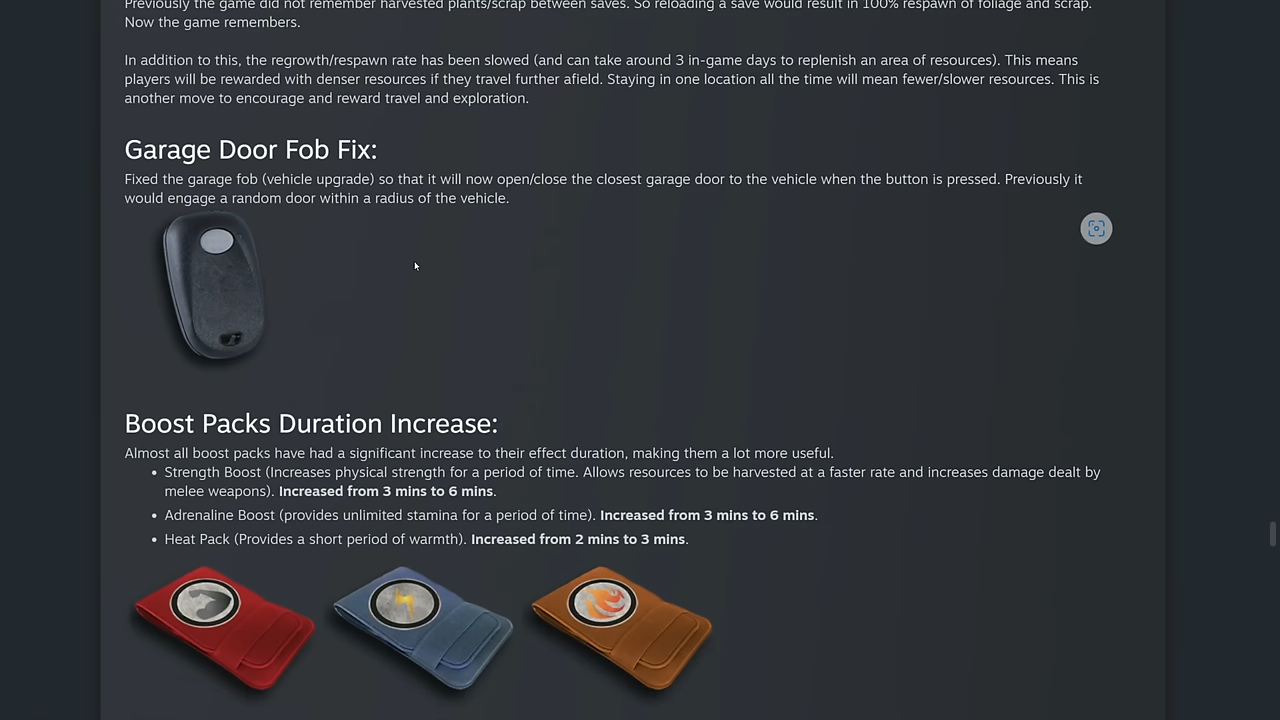 Previously the game did not remember harvested plants/scrap between saves. So reloading a save would result in 100% respawn of foliage and scrap.
Now the game remembers.
In addition to this, the regrowth/respawn rate has been slowed (and can take around 3 in-game days to replenish an area of resources). This means
players will be rewarded with denser resources if they travel further afield. Staying in one location all the time will mean fewer/slower resources. This is
another move to encourage and reward travel and exploration.
Garage Door Fob Fix:
Fixed the garage fob (vehicle upgrade) so that it will now open/close the closest garage door to the vehicle when the button is pressed. Previously it
would engage a random door within a radius of the vehicle.
Boost Packs Duration Increase:
Almost all boost packs have had a significant increase to their effect duration, making them a lot more useful.
• Strength Boost (Increases physical strength for a period of time. Allows resources to be harvested at a faster rate and increases damage dealt by
melee weapons). Increased from 3 mins to 6 mins.
• Adrenaline Boost (provides unlimited stamina for a period of time). Increased from 3 mins to 6 mins.
• Heat Pack (Provides a short period of warmth). Increased from 2 mins to 3 mins.